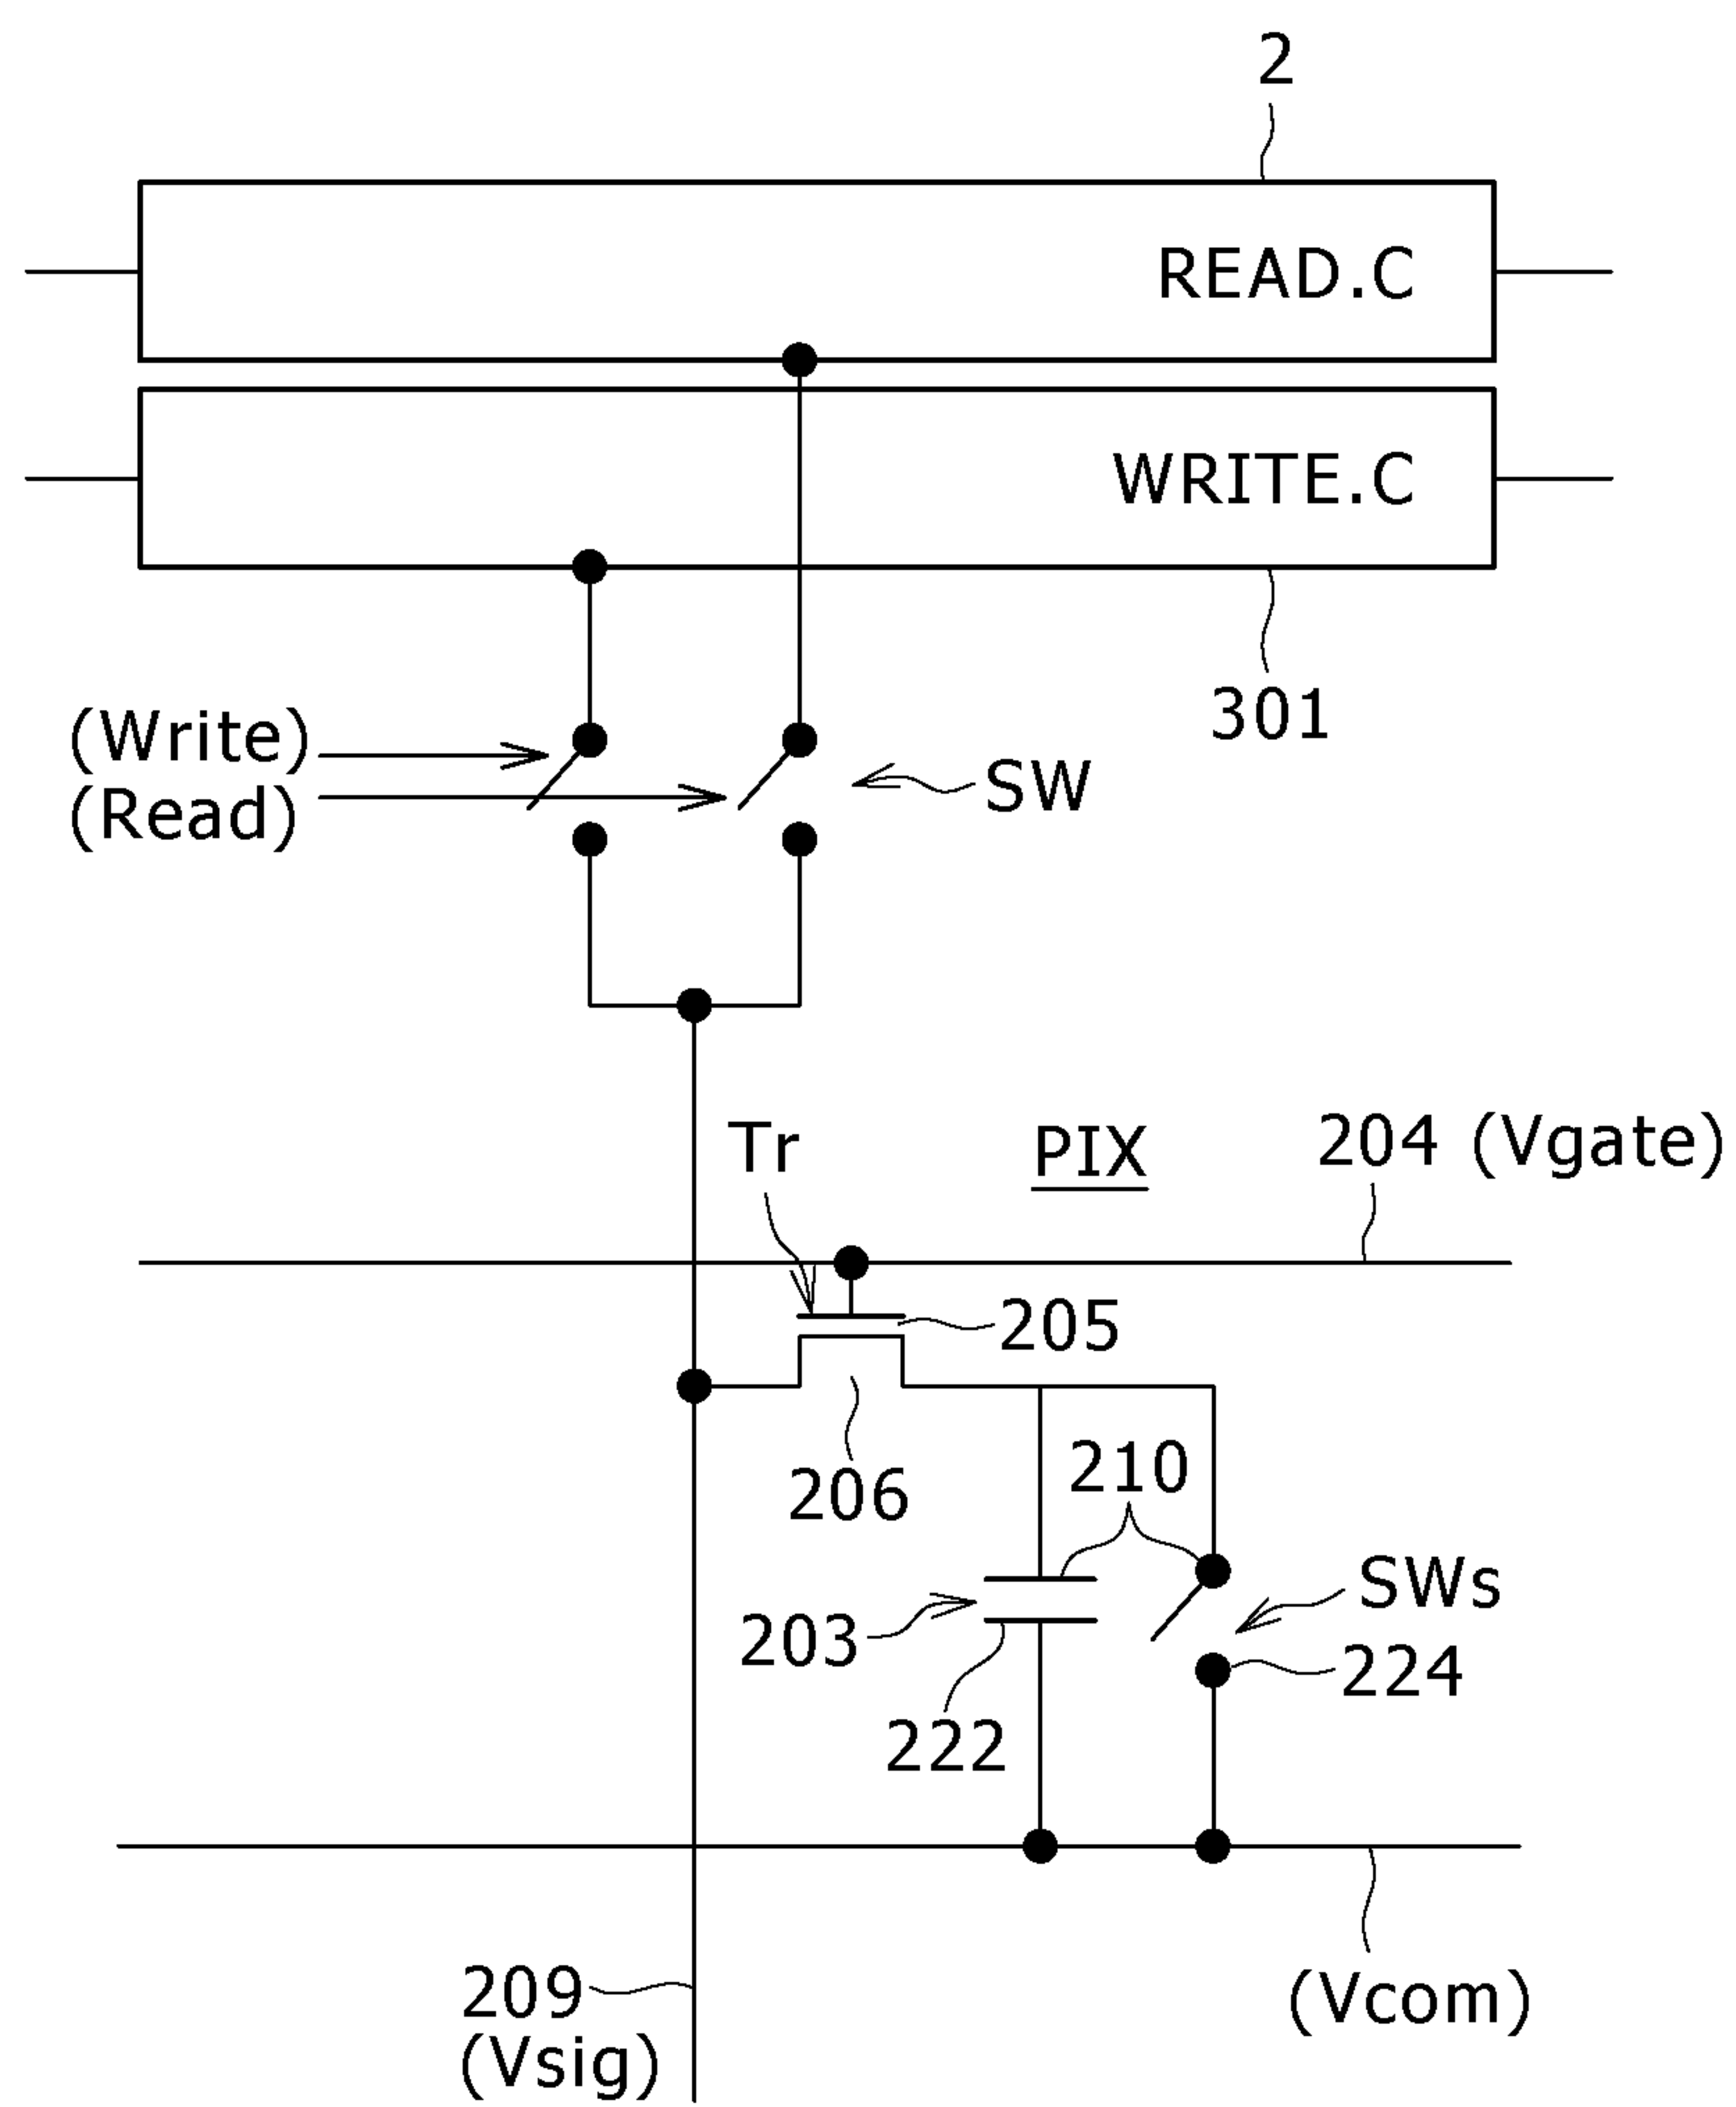 2
READ.C
WRITE.C
301
(Write)
(Read)
SW
Tr
PIX
204 (Vgate)
205
206
210
SWs
203
224
222
209
(Vsig)
(Vcom)